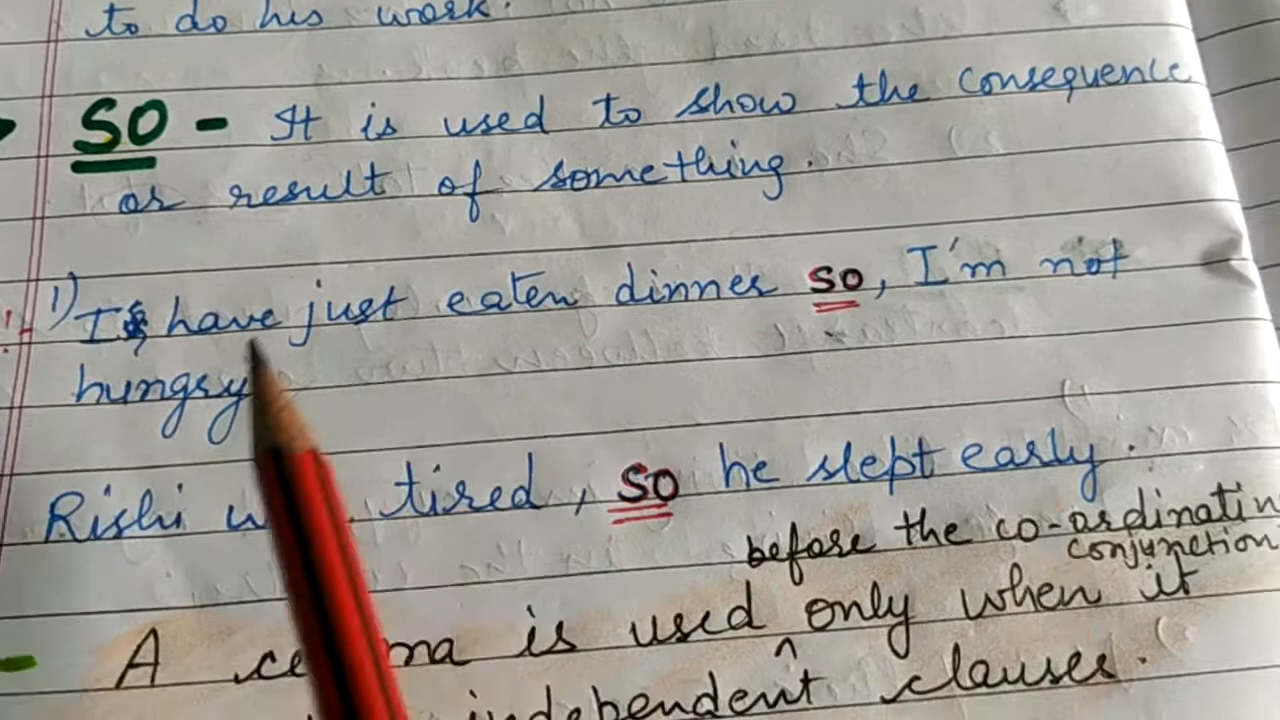 to do his work.
SO - It is used to show the consequence
or result of something.
1) I have just eaten dinner so, I'm not
hungry
Rishi tired, so he slept early.
before the co-ordinatin
conjunction
A is used only when it
independent clauses.